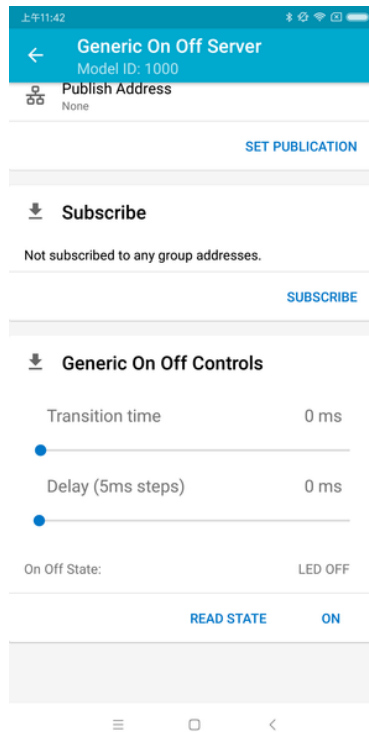 上午11:42
Generic On Off Server
Model ID: 1000
Publish Address
None
SET PUBLICATION
Subscribe
Not subscribed to any group addresses.
SUBSCRIBE
Generic On Off Controls
Transition time 0 ms
Delay (5ms steps) 0 ms
On Off State: LED OFF
READ STATE ON